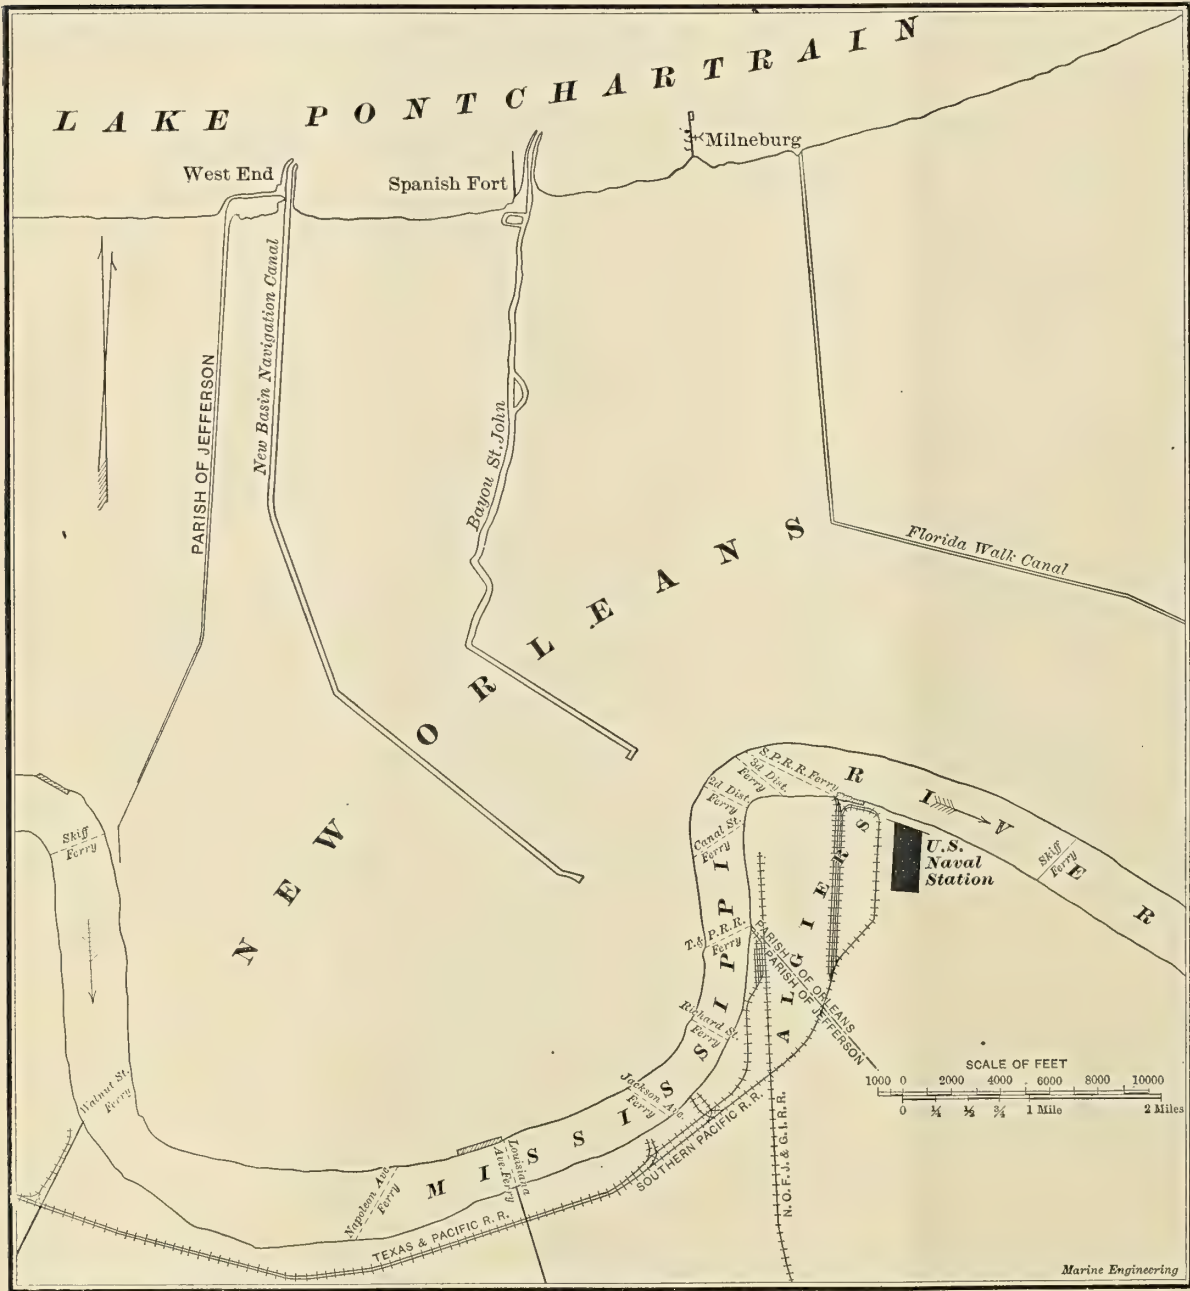 LAKE PONTCHARTRAIN
Milneburg
West End
Spanish Fort
New Basin Navigation Canal
PARISH OF JEFFERSON
Bayou St. John
Florida Walk Canal
NEW ORLEANS
S.P.R.R. Ferry
3d Dist.
Ferry
2d Dist.
Ferry
Canal St.
Ferry
T.& P.R.R.
Ferry
Richard St.
Ferry
Jackson Ave.
Ferry
Louisiana
Ave. Ferry
Napoleon Ave.
Ferry
Walnut St.
Ferry
Skiff
Ferry
Skiff
Ferry
MISSISSIPPI
RIVER
ALGIERS
U.S.
Naval
Station
PARISH OF ORLEANS
PARISH OF JEFFERSON
SOUTHERN PACIFIC R.R.
TEXAS & PACIFIC R.R.
N.O.F.J.& G.I.R.R.
SCALE OF FEET
1000 0 2000 4000 6000 8000 10000
0 ¼ ½ ¾ 1 Mile 2 Miles
Marine Engineering